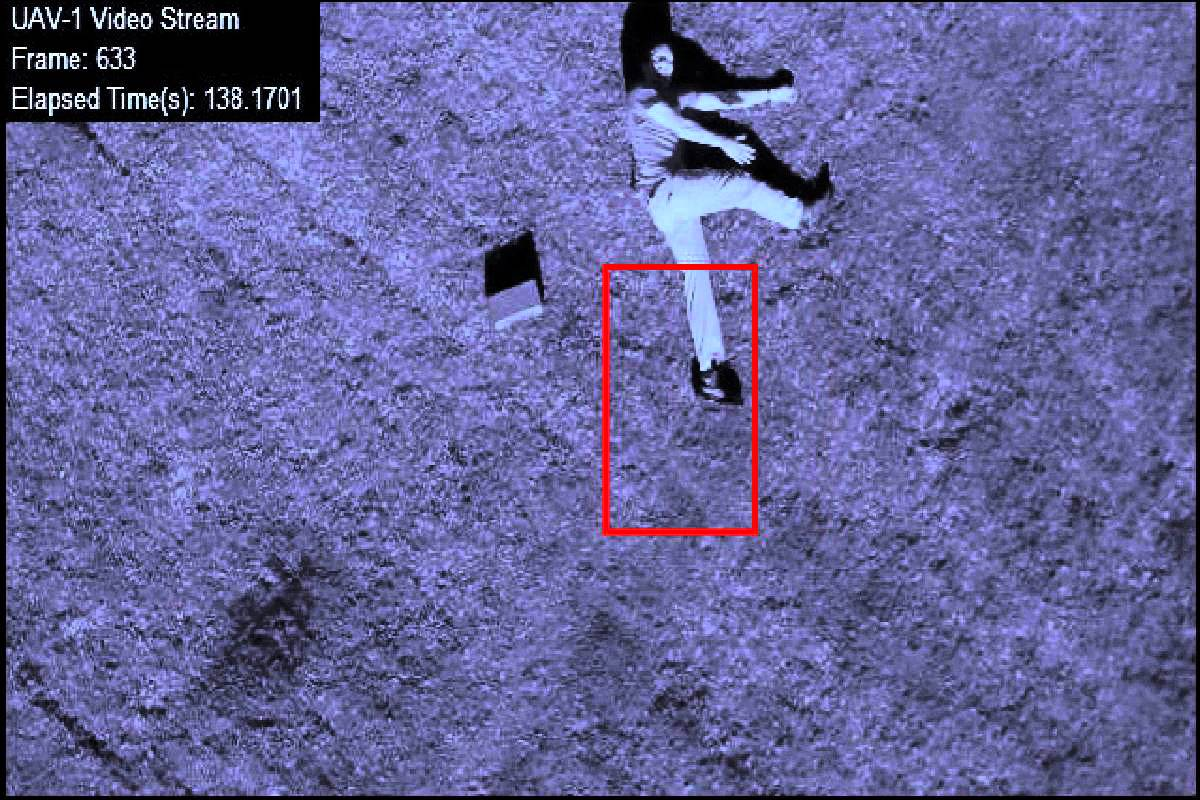 UAV-1 Video Stream
Frame: 633
Elapsed Time(s): 138.1701